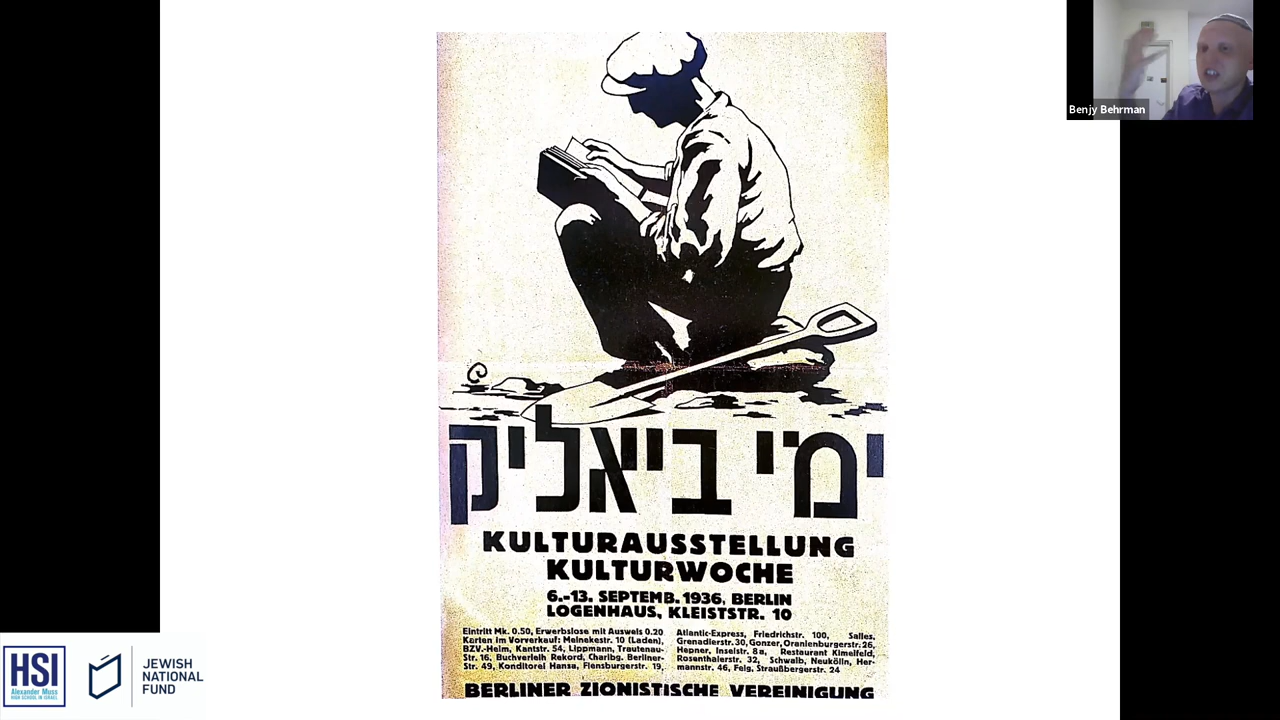 Benjy Behrman
ימי ביאליק
KULTURAUSSTELLUNG
KULTURWOCHE
6.-13. SEPTEMB. 1936, BERLIN
LOGENHAUS, KLEISTSTR. 10
Eintritt Mk. 0.50, Erwerbslose mit Ausweis 0.20
Karten im Vorverkauf: Meinekestr. 10 (Laden),
BZV.-Heim, Kantstr. 54, Lippmann, Trautenau-
Str. 16, Buchverleih Rekord, Charlbg. Berliner-
Str. 49, Konditorei Hansa, Flensburgerstr. 19,
Atlantic-Express, Friedrichstr. 100, Salles,
Grenadierstr. 30, Gonzer, Oranienburgerstr. 26,
Hepner, Inselstr. 8a, Restaurant Kimelfeld,
Rosenthalerstr. 32, Schwalb, Neukölln, Her-
mannstr. 46, Feig, Straußbergerstr. 24
BERLINER ZIONISTISCHE VEREINIGUNG
HSI
Alexander Muss
HIGH SCHOOL IN ISRAEL
JEWISH
NATIONAL
FUND